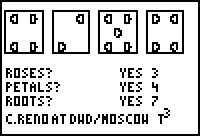 ROSES? YES 3
PETALS? YES 4
ROOTS? YES 7
C.RENO AT DWD/MOSCOW T³